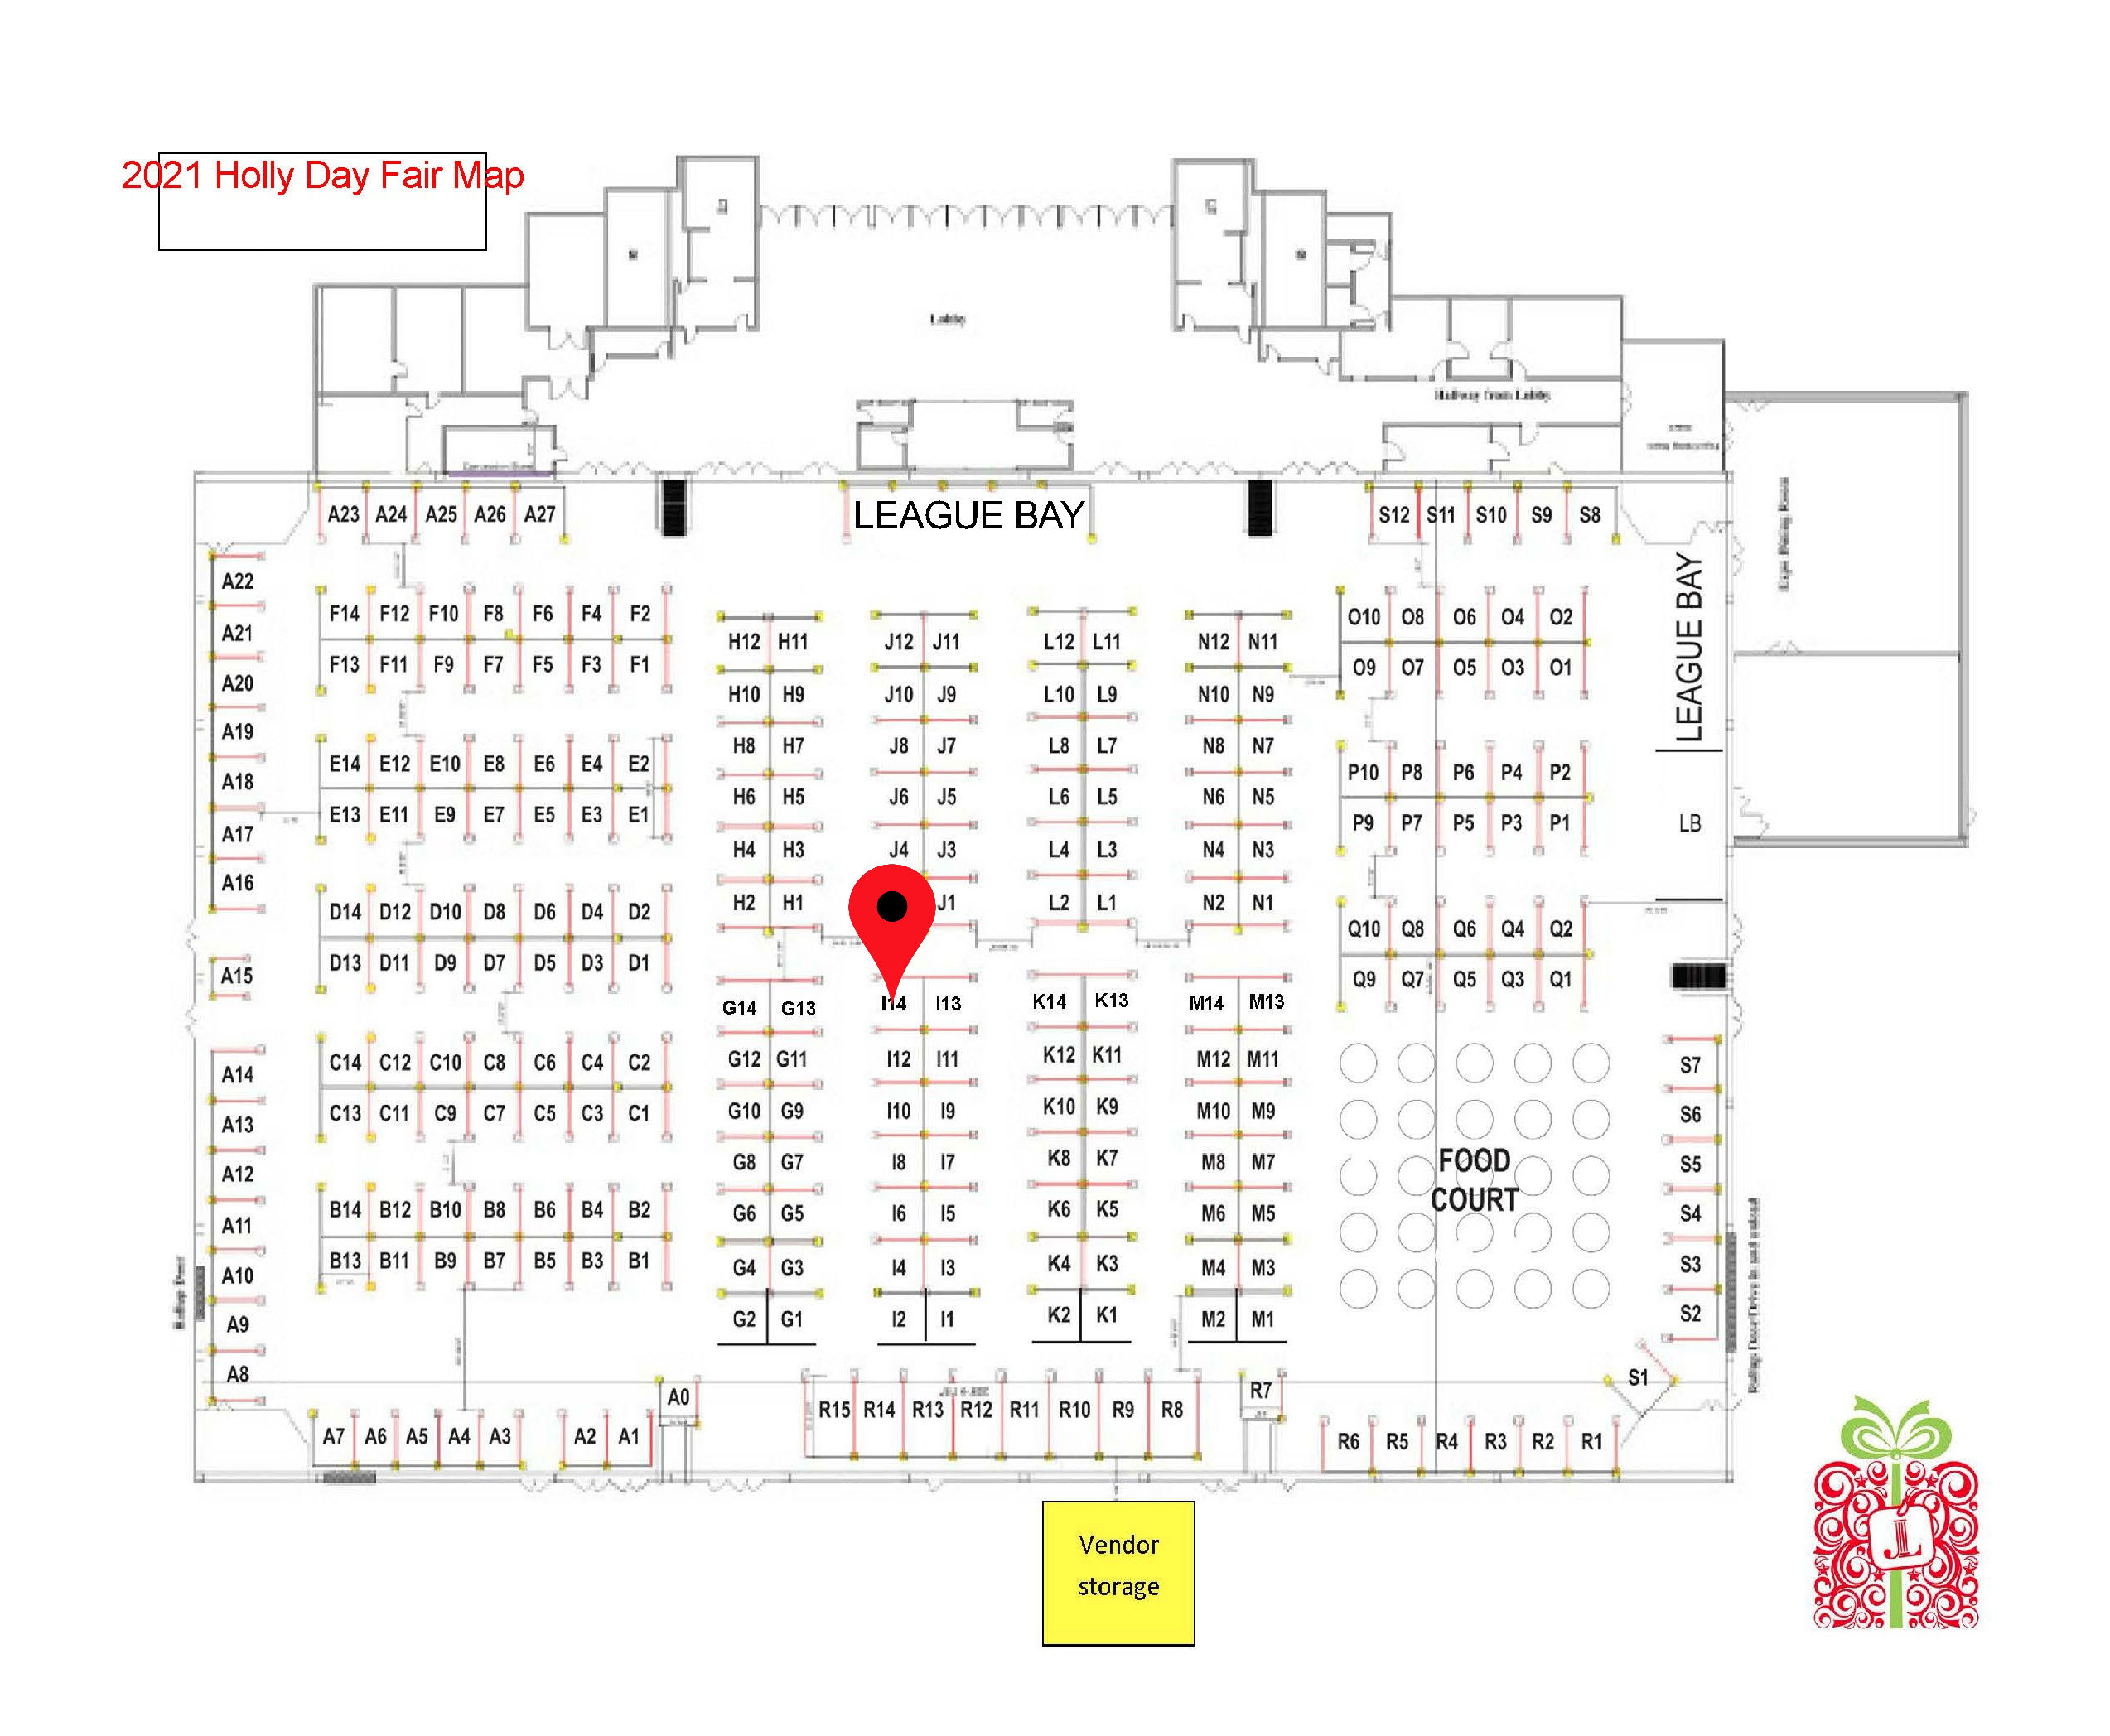 2021 Holly Day Fair Map
Lobby
Hallway from Lobby
LEAGUE BAY
A23 A24 A25 A26 A27
S12 S11 S10 S9 S8
A22
A21
A20
A19
A18
A17
A16
A15
A14
A13
A12
A11
A10
A9
A8
F14 F12 F10 F8 F6 F4 F2
F13 F11 F9 F7 F5 F3 F1
E14 E12 E10 E8 E6 E4 E2
E13 E11 E9 E7 E5 E3 E1
D14 D12 D10 D8 D6 D4 D2
D13 D11 D9 D7 D5 D3 D1
C14 C12 C10 C8 C6 C4 C2
C13 C11 C9 C7 C5 C3 C1
B14 B12 B10 B8 B6 B4 B2
B13 B11 B9 B7 B5 B3 B1
H12 H11
H10 H9
H8 H7
H6 H5
H4 H3
H2 H1
G14 G13
G12 G11
G10 G9
G8 G7
G6 G5
G4 G3
G2 G1
J12 J11
J10 J9
J8 J7
J6 J5
J4 J3
J1
I14 I13
I12 I11
I10 I9
I8 I7
I6 I5
I4 I3
I2 I1
L12 L11
L10 L9
L8 L7
L6 L5
L4 L3
L2 L1
K14 K13
K12 K11
K10 K9
K8 K7
K6 K5
K4 K3
K2 K1
N12 N11
N10 N9
N8 N7
N6 N5
N4 N3
N2 N1
M14 M13
M12 M11
M10 M9
M8 M7
M6 M5
M4 M3
M2 M1
O10 O8 O6 O4 O2
O9 O7 O5 O3 O1
P10 P8 P6 P4 P2
P9 P7 P5 P3 P1
Q10 Q8 Q6 Q4 Q2
Q9 Q7 Q5 Q3 Q1
LEAGUE BAY
LB
FOOD
COURT
S7
S6
S5
S4
S3
S2
S1
A7 A6 A5 A4 A3 A2 A1
A0
R15 R14 R13 R12 R11 R10 R9 R8
R7
R6 R5 R4 R3 R2 R1
Vendor
storage
JL